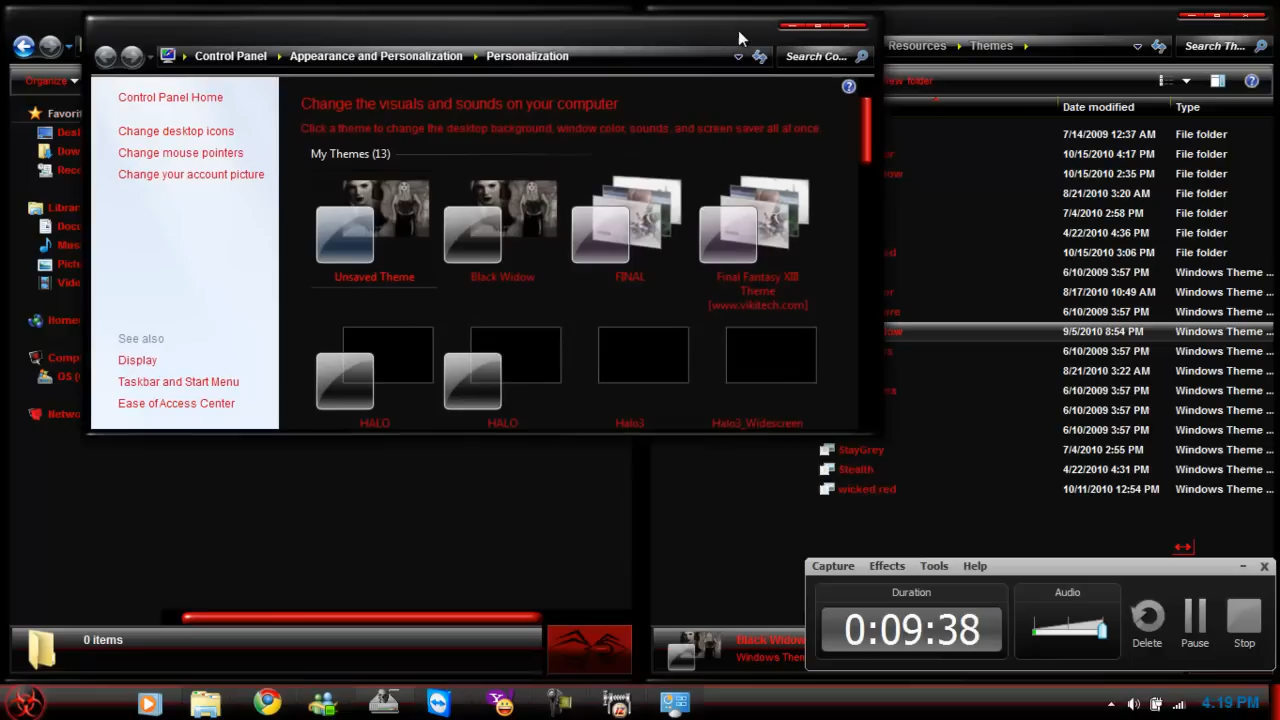 Control Panel
Appearance and Personalization
Personalization
Search Co...
Resources
Themes
Search Th...
Organize
Control Panel Home
Change desktop icons
Change mouse pointers
Change your account picture
See also
Display
Taskbar and Start Menu
Ease of Access Center
Change the visuals and sounds on your computer
Click a theme to change the desktop background, window color, sounds, and screen saver all at once.
My Themes (13)
Unsaved Theme
Black Widow
FINAL
Final Fantasy XIII
Theme
[www.vikitech.com]
HALO
HALO
Halo3
Halo3_Widescreen
0 items
folder
Date modified
Type
7/14/2009 12:37 AM
File folder
10/15/2010 4:17 PM
File folder
10/15/2010 2:35 PM
File folder
8/21/2010 3:20 AM
File folder
7/4/2010 2:58 PM
File folder
4/22/2010 4:36 PM
File folder
10/15/2010 3:06 PM
File folder
6/10/2009 3:57 PM
Windows Theme ...
8/17/2010 10:49 AM
Windows Theme ...
6/10/2009 3:57 PM
Windows Theme ...
9/5/2010 8:54 PM
Windows Theme ...
6/10/2009 3:57 PM
Windows Theme ...
8/21/2010 3:22 AM
Windows Theme ...
6/10/2009 3:57 PM
Windows Theme ...
6/10/2009 3:57 PM
Windows Theme ...
6/10/2009 3:57 PM
Windows Theme ...
StayGrey
7/4/2010 2:55 PM
Windows Theme ...
Stealth
4/22/2010 4:31 PM
Windows Theme ...
wicked red
10/11/2010 12:54 PM
Windows Theme ...
Capture Effects Tools Help
Duration
0:09:38
Audio
Delete
Pause
Stop
4:19 PM